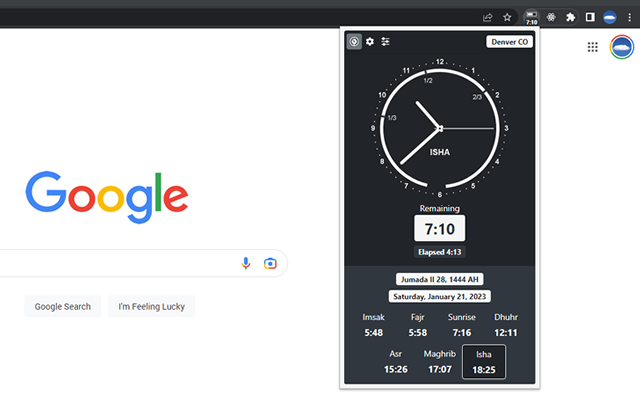 7:10
Denver CO
12
11
1
1/2
10
2
2/3
1/3
9
3
ISHA
8
4
7
5
6
Remaining
7:10
Elapsed 4:13
Google
Google Search
I'm Feeling Lucky
Jumada II 28, 1444 AH
Saturday, January 21, 2023
Imsak Fajr Sunrise Dhuhr
5:48 5:58 7:16 12:11
Asr Maghrib Isha
15:26 17:07 18:25